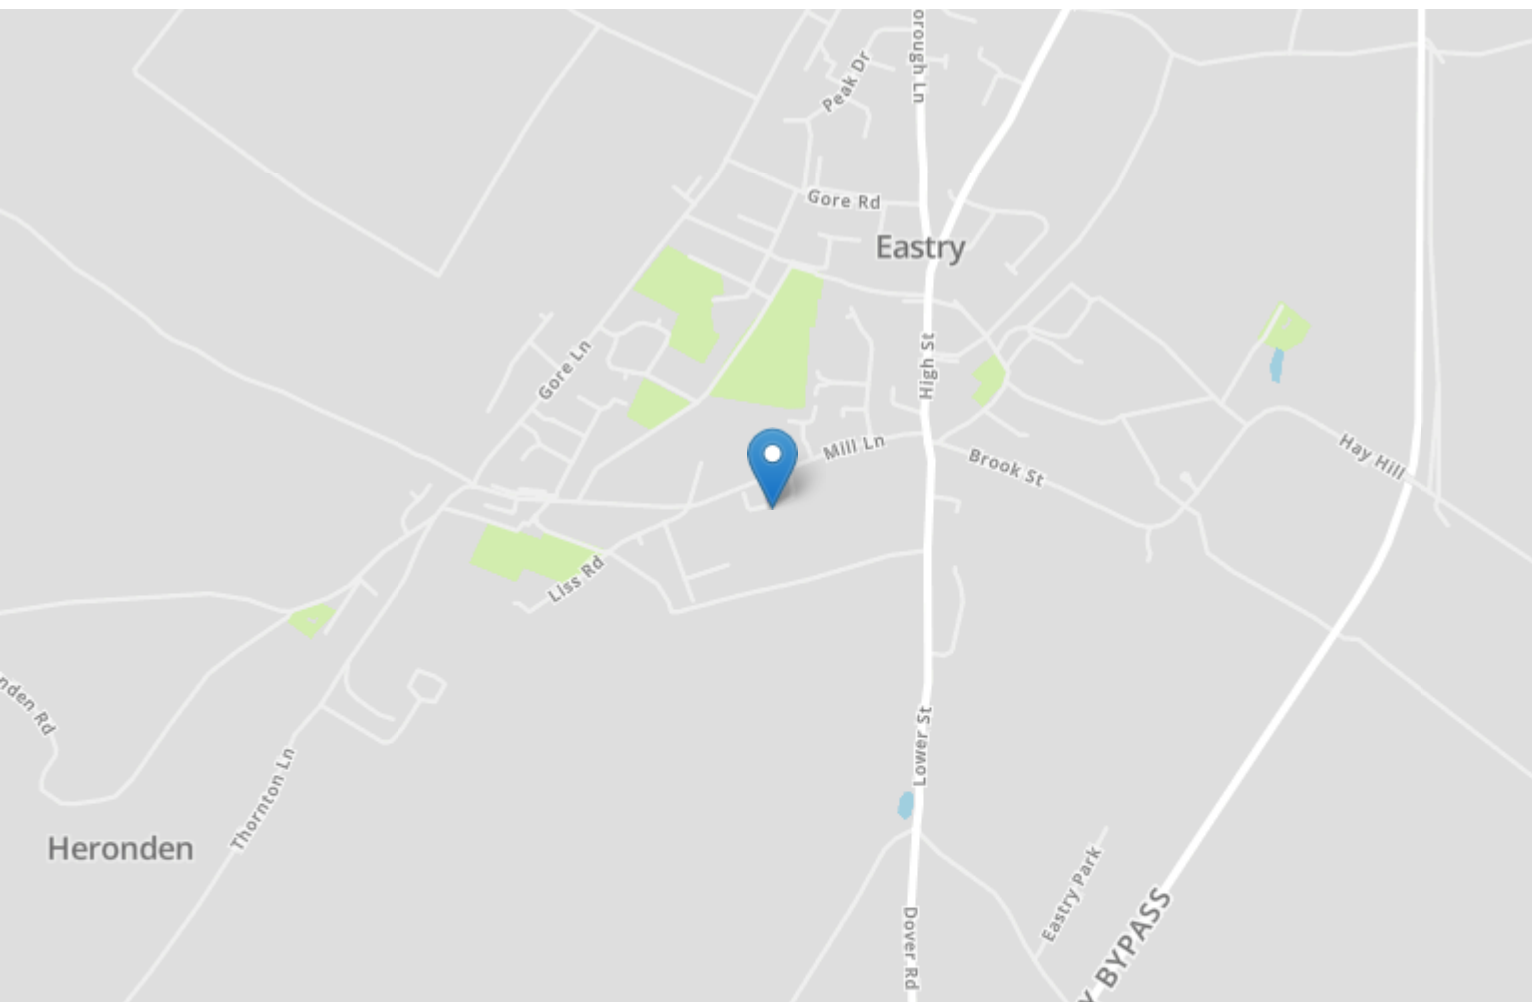 orough Ln
Peak Dr
Gore Rd
Eastry
High St
Gore Ln
Mill Ln
Brook St
Hay Hill
Liss Rd
nden Rd
Lower St
Thornton Ln
Heronden
Eastry Park
Y BYPASS
Dover Rd